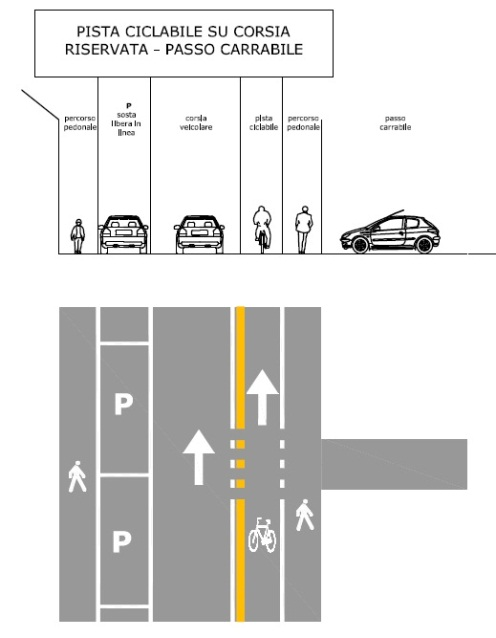 PISTA CICLABILE SU CORSIA
RISERVATA - PASSO CARRABILE
percorso
pedonale
P
sosta
libera in
linea
corsia
veicolare
pista
ciclabile
percorso
pedonale
passo
carrabile
P
P